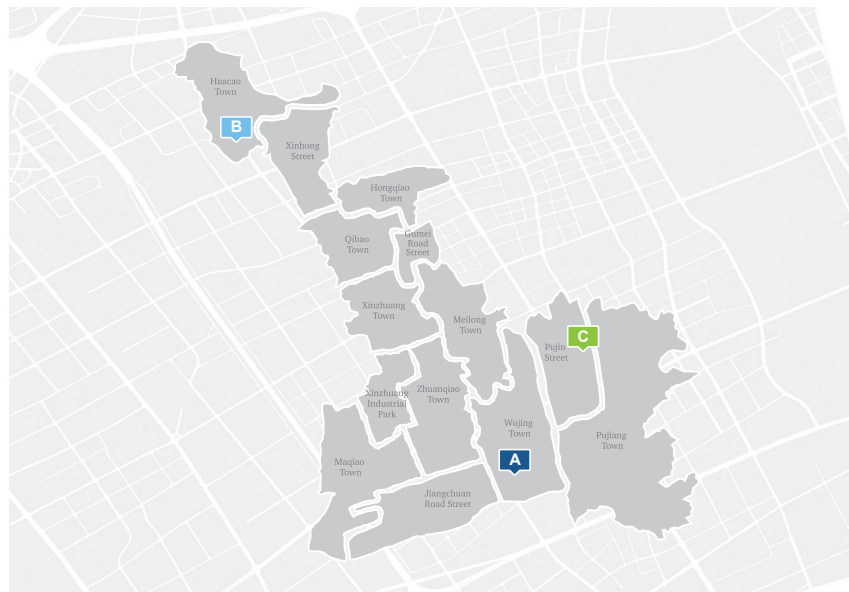 Huacao
Town
B
Xinhong
Street
Hongqiao
Town
Qibao
Town
Gumei
Road
Street
Xinzhuang
Town
Meilong
Town
C
Pujin
Street
Xinzhuang
Industrial
Park
Zhuanqiao
Town
Wujing
Town
Pujiang
Town
A
Maqiao
Town
Jiangchuan
Road Street